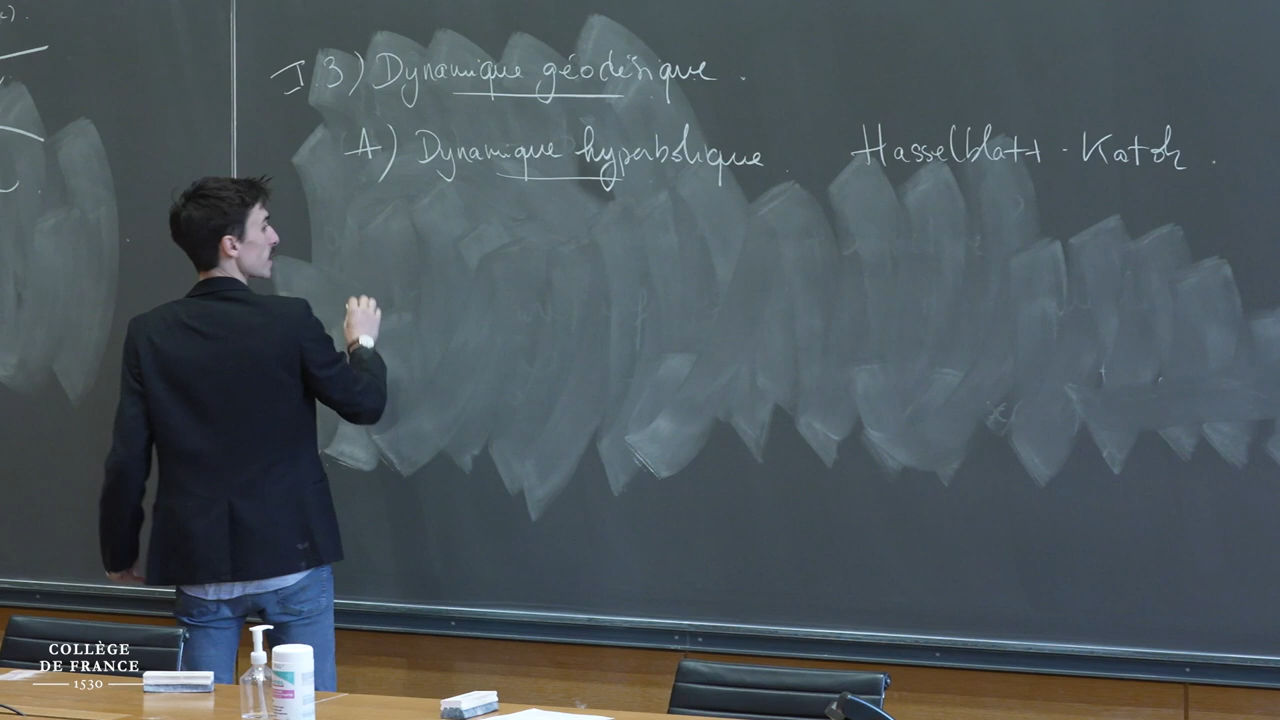 I 3) Dynamique géodésique.
A) Dynamique hyperbolique Hasselblatt - Katok.
COLLÈGE
DE FRANCE
1530